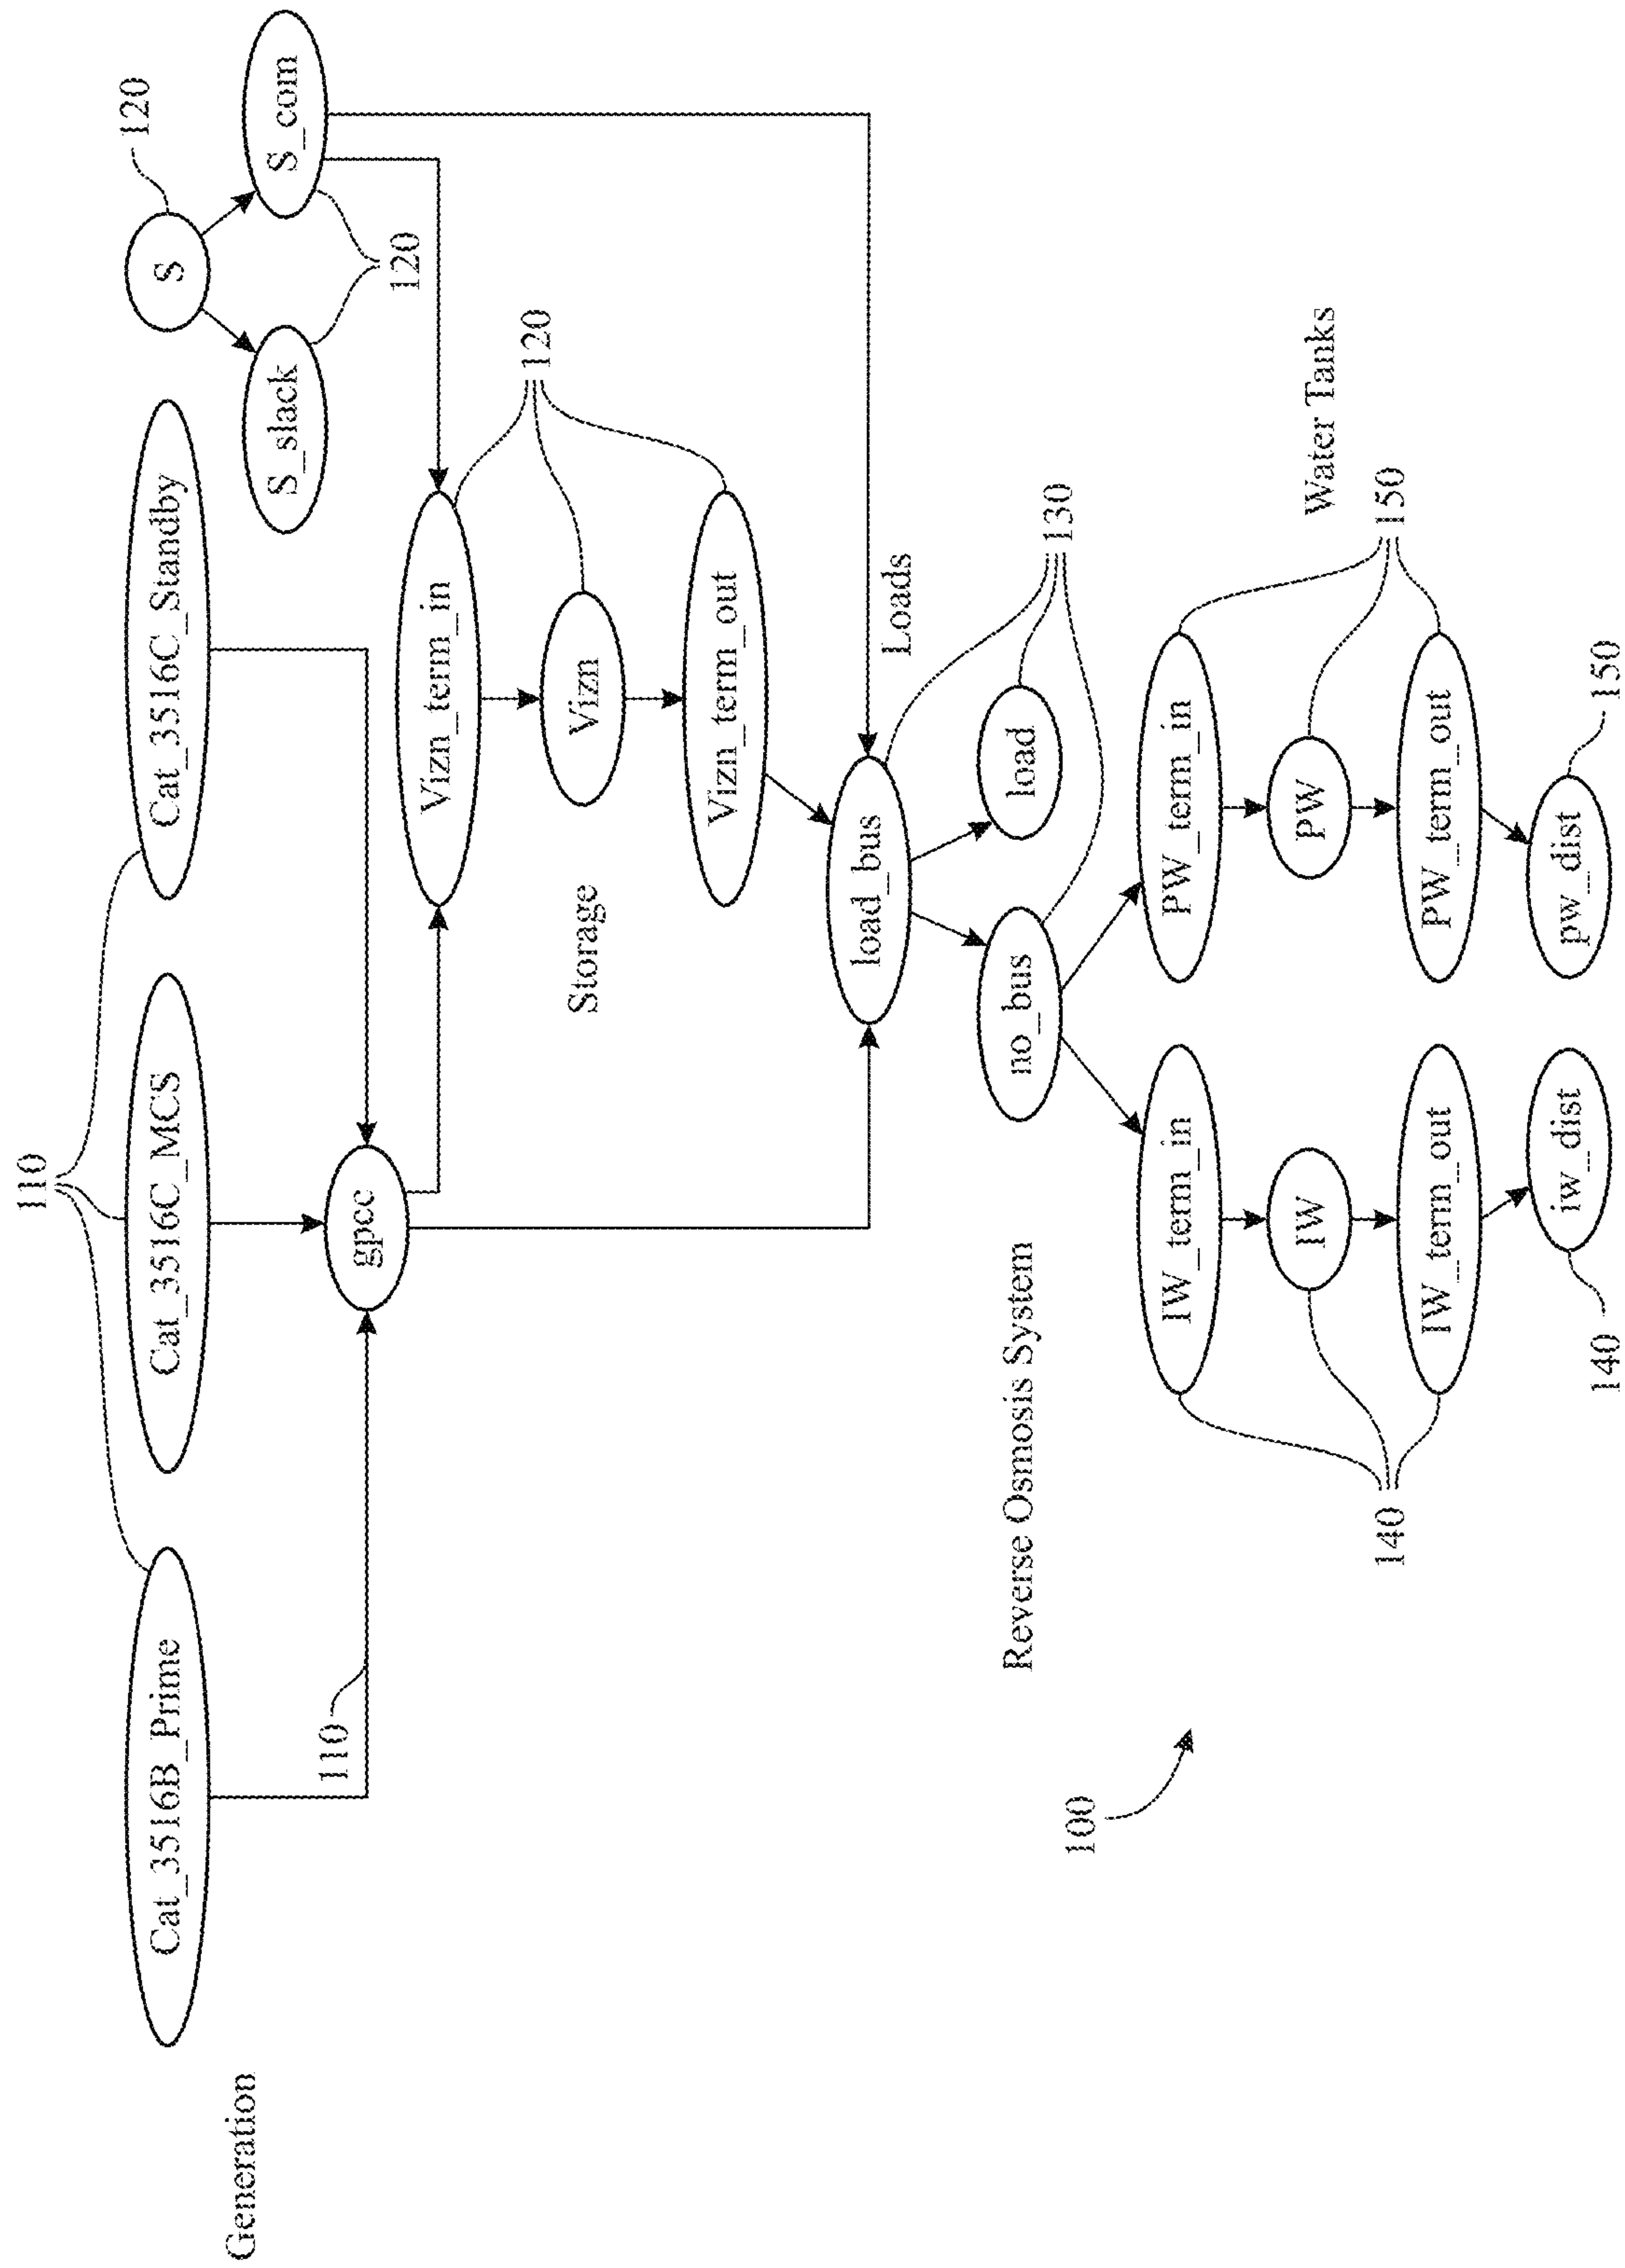 110
Cat_3516B_Prime
Cat_3516C_MCS
Cat_3516C_Standby
S
120
Generation
S_slack
S_com
120
110
gpcc
Vizn_term_in
120
Storage
Vizn
Vizn_term_out
load_bus
Loads
Reverse Osmosis System
no_bus
load
130
100
IW_term_in
PW_term_in
Water Tanks
IW
PW
140
150
IW_term_out
PW_term_out
140
iw_dist
pw_dist
150